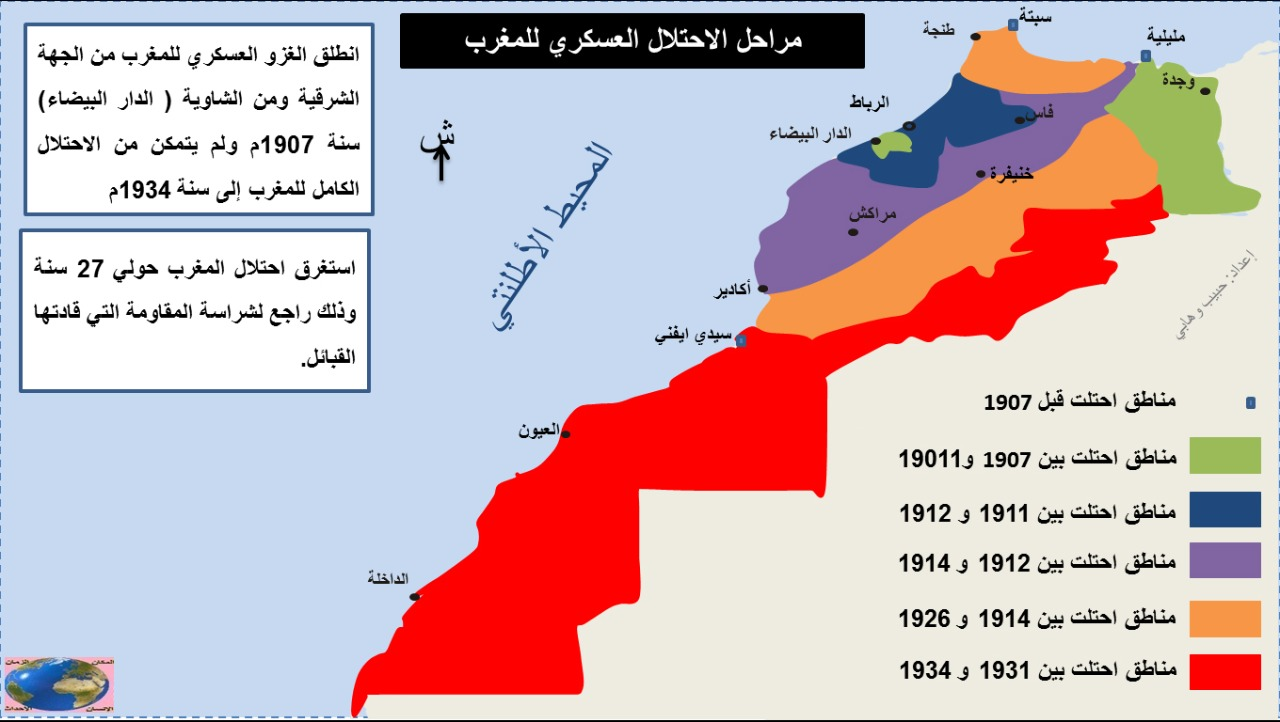 مراحل الاحتلال العسكري للمغرب
انطلق الغزو العسكري للمغرب من الجهة
الشرقية ومن الشاوية ( الدار البيضاء)
سنة 1907م ولم يتمكن من الاحتلال
الكامل للمغرب إلى سنة 1934م
استغرق احتلال المغرب حولي 27 سنة
وذلك راجع لشراسة المقاومة التي قادتها
القبائل.
ش
المحيط الأطلنتي
سبتة
طنجة
مليلية
وجدة
الرباط
فاس
الدار البيضاء
خنيفرة
مراكش
أكادير
سيدي ايفني
العيون
الداخلة
إعداد: حبيب وهابي
مناطق احتلت قبل 1907
مناطق احتلت بين 1907 و19011
مناطق احتلت بين 1911 و 1912
مناطق احتلت بين 1912 و 1914
مناطق احتلت بين 1914 و 1926
مناطق احتلت بين 1931 و 1934
المكان
الزمان
الانسان
الاحداث